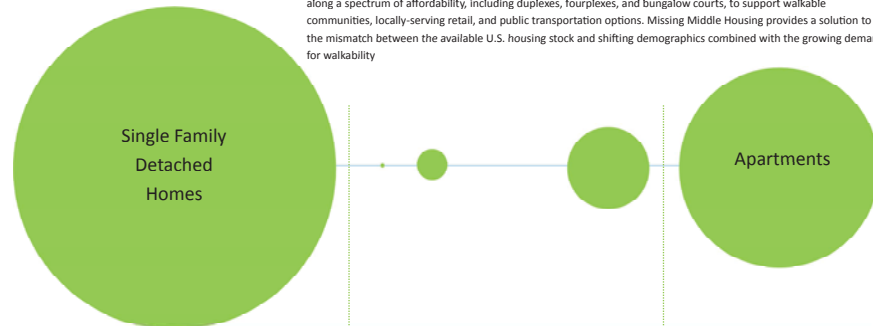 along a spectrum of affordability, including duplexes, fourplexes, and bungalow courts, to support walkable
communities, locally-serving retail, and public transportation options. Missing Middle Housing provides a solution to
the mismatch between the available U.S. housing stock and shifting demographics combined with the growing dema
for walkability
Single Family
Detached
Homes
Apartments